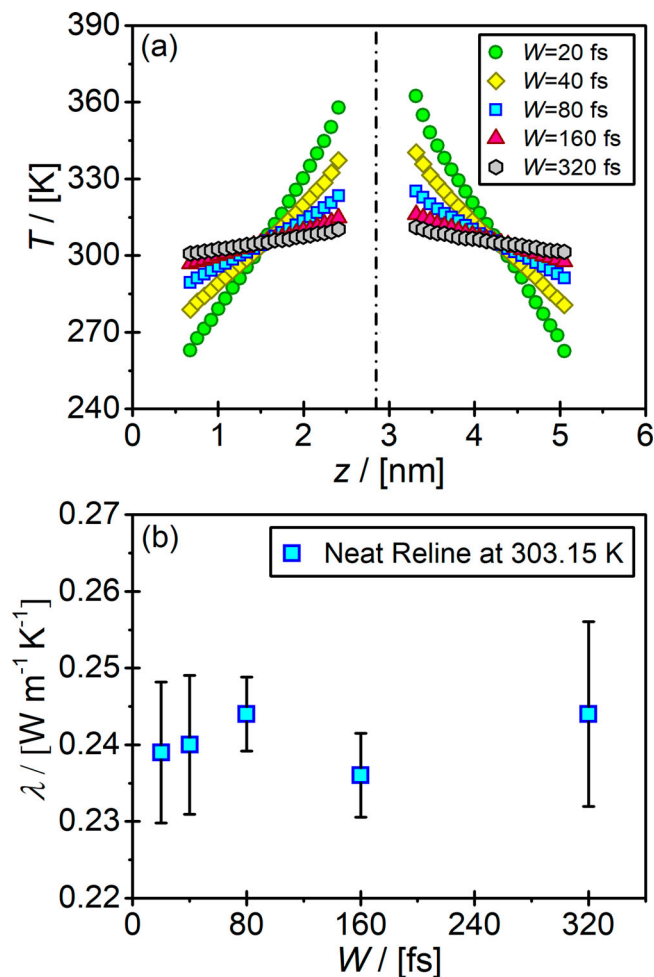 (a)
W=20 fs
W=40 fs
W=80 fs
W=160 fs
W=320 fs
390
360
330
300
270
240
T / [K]
0 1 2 3 4 5 6
z / [nm]
(b)
Neat Reline at 303.15 K
0.27
0.26
0.25
0.24
0.23
0.22
λ / [W m⁻¹ K⁻¹]
0 80 160 240 320
W / [fs]